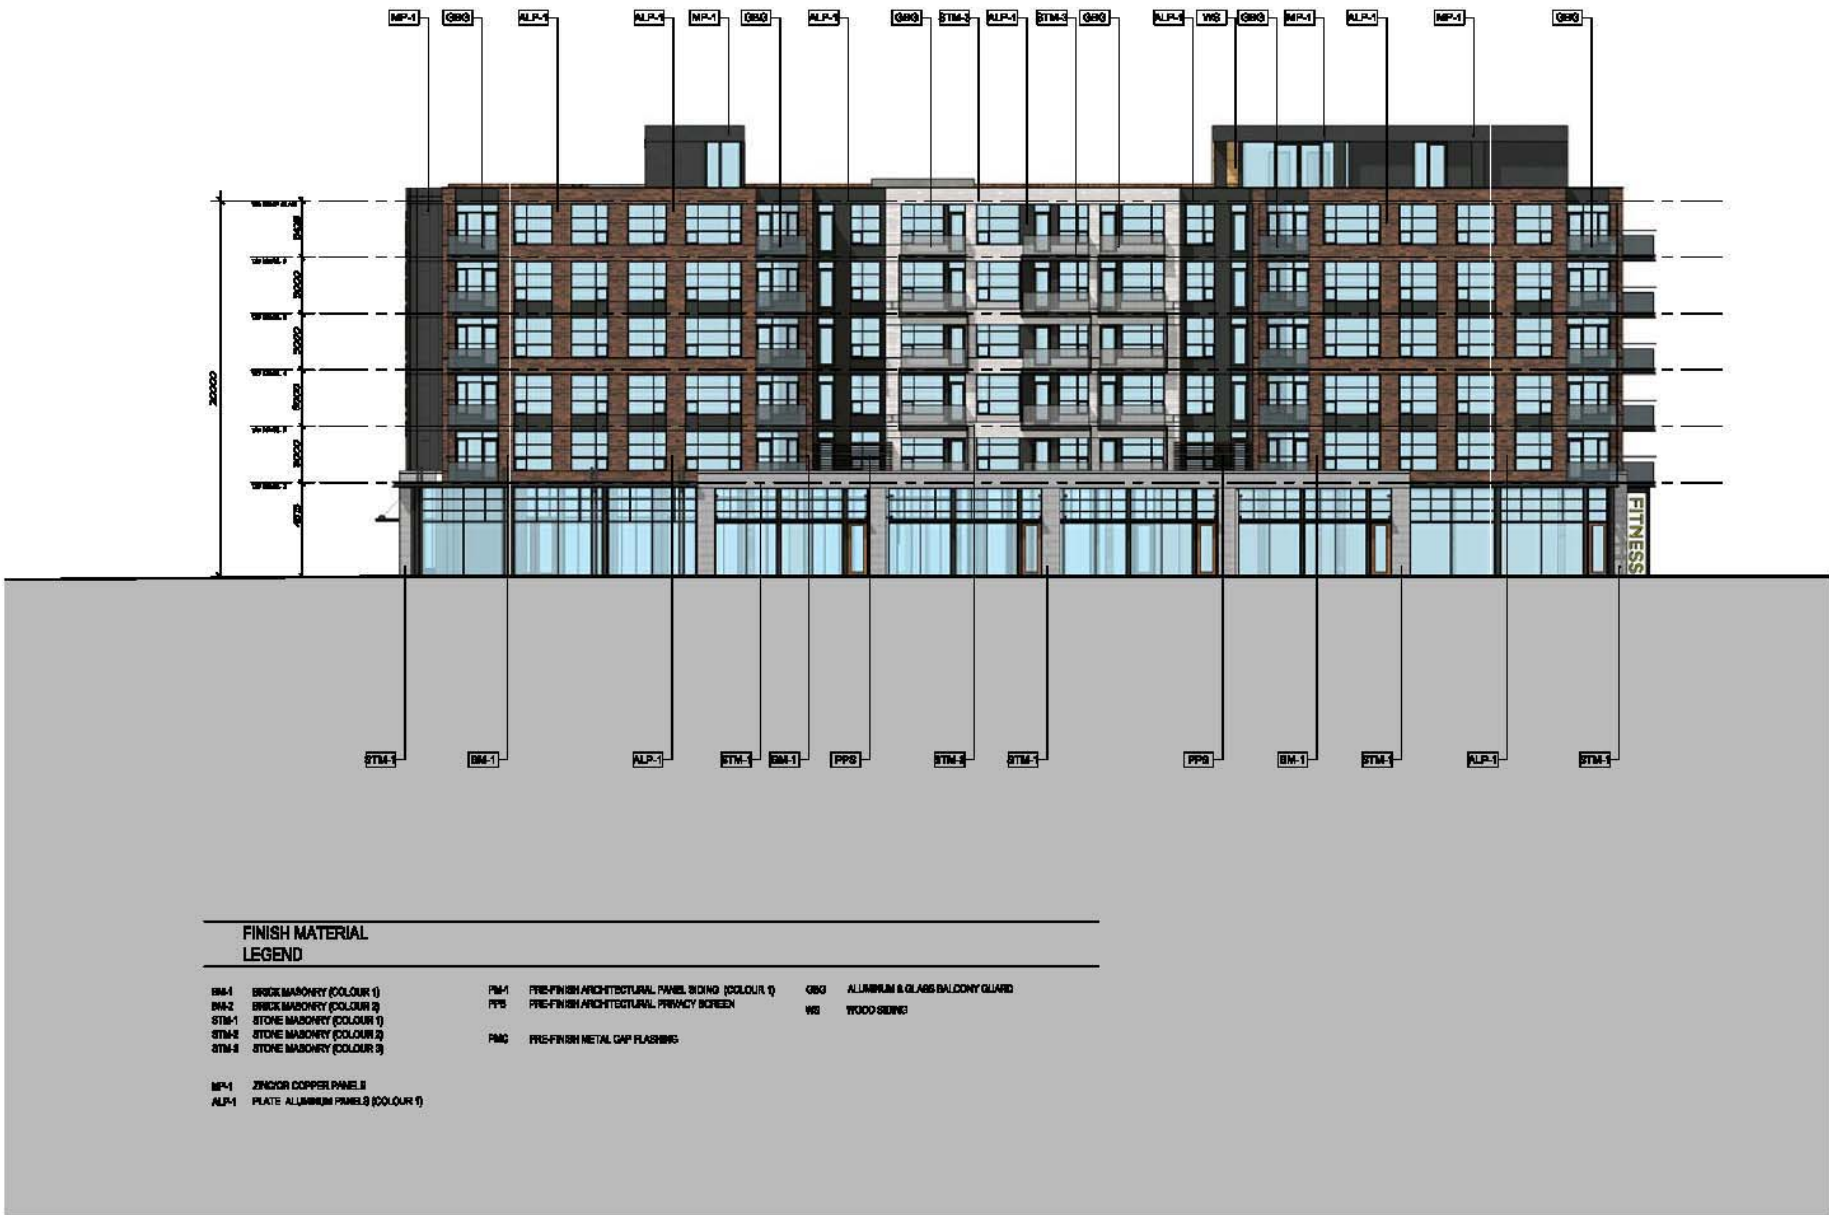 MP-1 GBG ALP-1 ALP-1 MP-1 GBG ALP-1 GBG STM-3 ALP-1 STM-3 GBG ALP-1 WS GBG MP-1 ALP-1 MP-1 GBG
3000
3000
3000
3000
FITNESS
STM-1 BM-1 ALP-1 STM-1 BM-1 PPS STM-1 PPS BM-1 STM-1 ALP-1 STM-1
FINISH MATERIAL
LEGEND
BM-1 BRICK MASONRY (COLOUR 1)
BM-2 BRICK MASONRY (COLOUR 2)
STM-1 STONE MASONRY (COLOUR 1)
STM-2 STONE MASONRY (COLOUR 2)
STM-3 STONE MASONRY (COLOUR 3)
MP-1 ZINC/OR COPPER PANELS
ALP-1 PLATE ALUMINUM PANELS (COLOUR 1)
PM-1 PRE-FINISH ARCHITECTURAL PANEL SIDING (COLOUR 1)
PPS PRE-FINISH ARCHITECTURAL PRIVACY SCREEN
PMC PRE-FINISH METAL CAP FLASHING
GBG ALUMINUM & GLASS BALCONY GUARD
WS WOOD SIDING